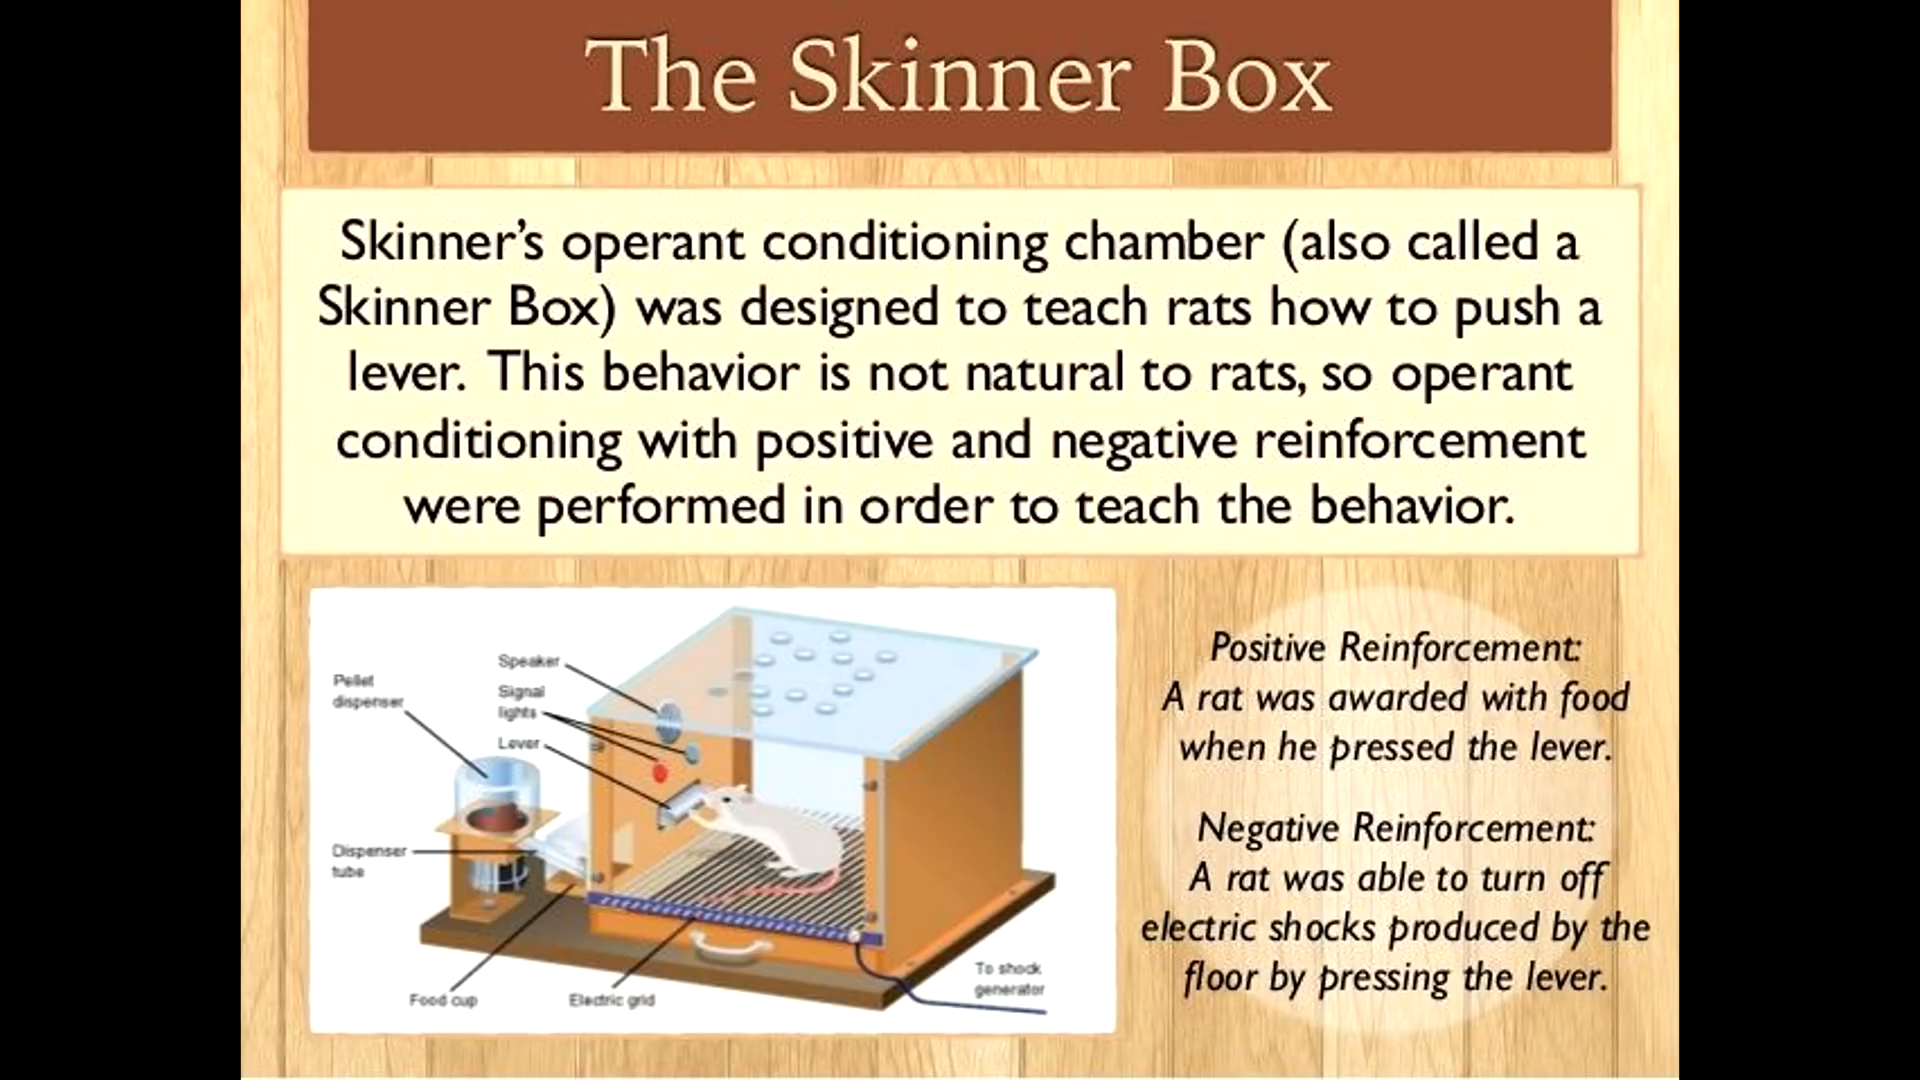 The Skinner Box
Skinner's operant conditioning chamber (also called a
Skinner Box) was designed to teach rats how to push a
lever. This behavior is not natural to rats, so operant
conditioning with positive and negative reinforcement
were performed in order to teach the behavior.
Speaker
Pellet
dispenser
Signal
lights
Lever
Dispenser
tube
Food cup
Electric grid
To shock
generator
Positive Reinforcement:
A rat was awarded with food
when he pressed the lever.
Negative Reinforcement:
A rat was able to turn off
electric shocks produced by the
floor by pressing the lever.